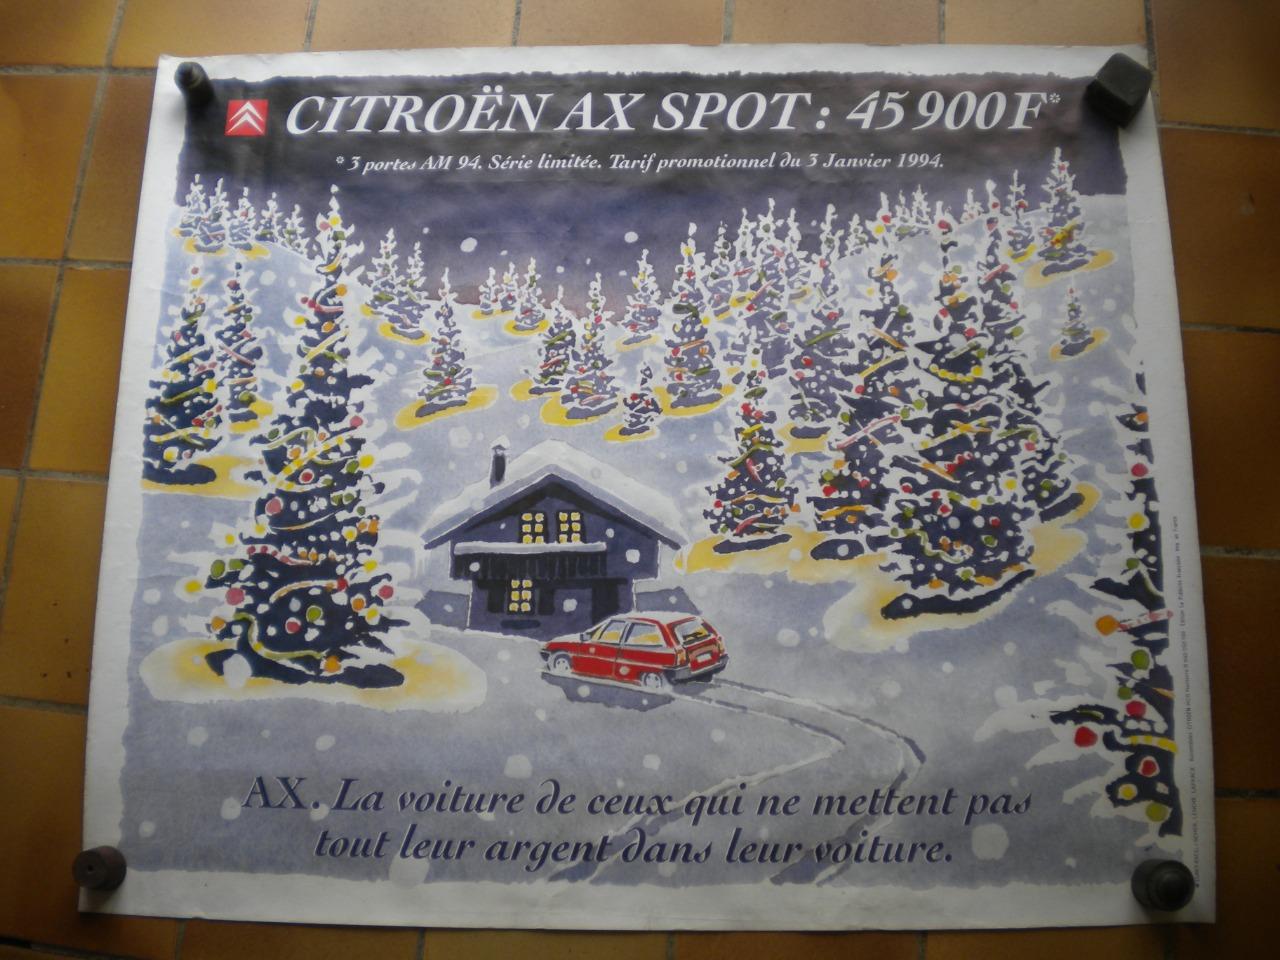 CITROËN AX SPOT : 45 900 F*
* 3 portes AM 94. Série limitée. Tarif promotionnel du 3 Janvier 1994.
AX. La voiture de ceux qui ne mettent pas
tout leur argent dans leur voiture.